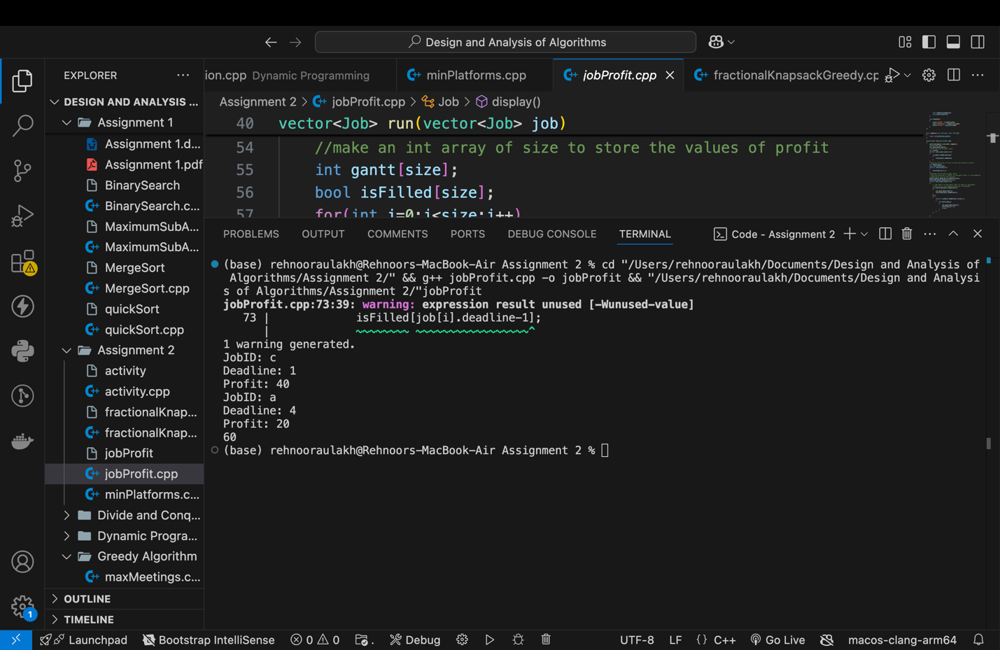 Design and Analysis of Algorithms
EXPLORER
ion.cpp Dynamic Programming
minPlatforms.cpp
jobProfit.cpp
fractionalKnapsackGreedy.cp
DESIGN AND ANALYSIS ...
Assignment 1
Assignment 1.d...
Assignment 1.pdf
BinarySearch
BinarySearch.c...
MaximumSubA...
MaximumSubA...
MergeSort
MergeSort.cpp
quickSort
quickSort.cpp
Assignment 2
activity
activity.cpp
fractionalKnap...
fractionalKnap...
jobProfit
jobProfit.cpp
minPlatforms.c...
Divide and Conq...
Dynamic Progra...
Greedy Algorithm
maxMeetings.c...
OUTLINE
TIMELINE
Assignment 2 > jobProfit.cpp > Job > display()
40 vector<Job> run(vector<Job> job)
54 //make an int array of size to store the values of profit
55 int gantt[size];
56 bool isFilled[size];
57 for(int i=0;i<size;i++)
PROBLEMS OUTPUT COMMENTS PORTS DEBUG CONSOLE TERMINAL
Code - Assignment 2
(base) rehnooraulakh@Rehnoors-MacBook-Air Assignment 2 % cd "/Users/rehnooraulakh/Documents/Design and Analysis of
Algorithms/Assignment 2/" && g++ jobProfit.cpp -o jobProfit && "/Users/rehnooraulakh/Documents/Design and Analysi
s of Algorithms/Assignment 2/"jobProfit
jobProfit.cpp:73:39: warning: expression result unused [-Wunused-value]
73 | isFilled[job[i].deadline-1];
| ~~~~~~~~ ~~~~~~~~~~~~~~~~~^
1 warning generated.
JobID: c
Deadline: 1
Profit: 40
JobID: a
Deadline: 4
Profit: 20
60
(base) rehnooraulakh@Rehnoors-MacBook-Air Assignment 2 %
1
Launchpad Bootstrap IntelliSense 0 0 . Debug UTF-8 LF {} C++ Go Live macos-clang-arm64